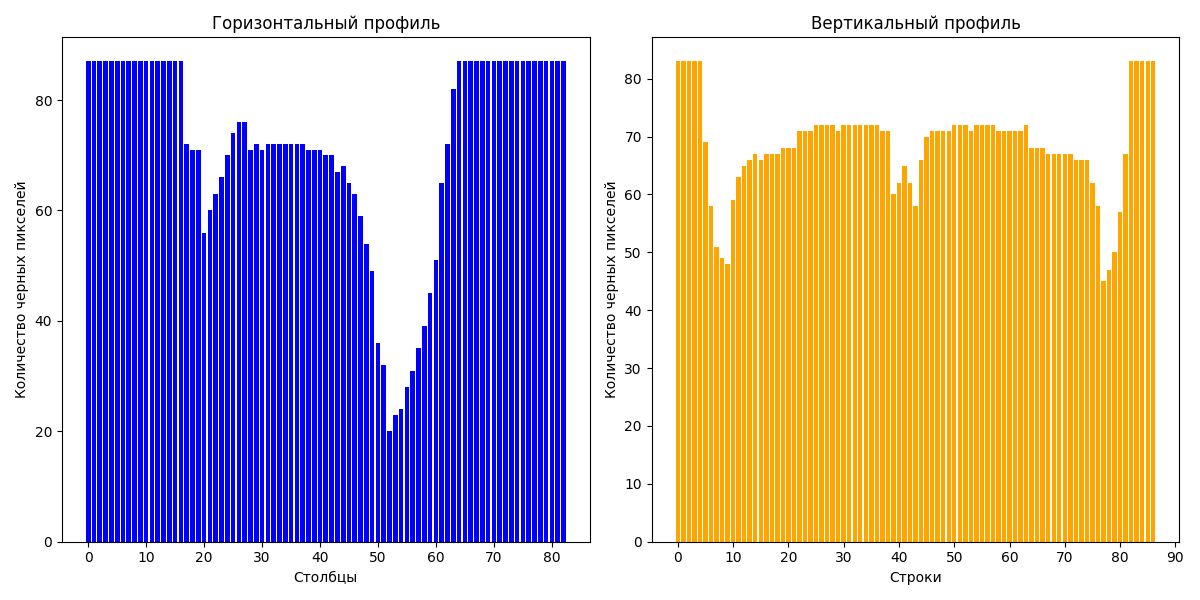 Горизонтальный профиль
Количество черных пикселей
80
60
40
20
0
0 10 20 30 40 50 60 70 80
Столбцы
Вертикальный профиль
Количество черных пикселей
80
70
60
50
40
30
20
10
0
0 10 20 30 40 50 60 70 80 90
Строки